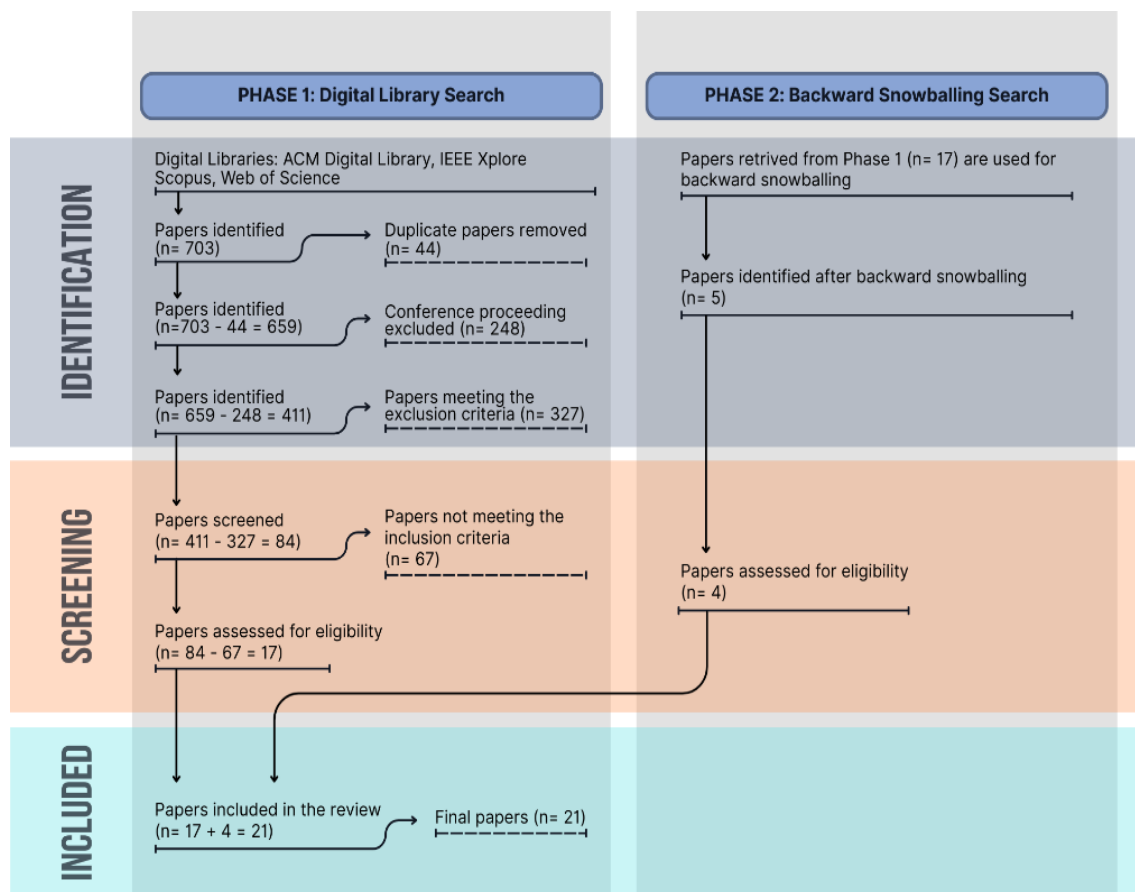 PHASE 1: Digital Library Search
PHASE 2: Backward Snowballing Search
IDENTIFICATION
Digital Libraries: ACM Digital Library, IEEE Xplore
Scopus, Web of Science
Papers identified
(n= 703)
Duplicate papers removed
(n= 44)
Papers identified
(n=703 - 44 = 659)
Conference proceeding
excluded (n= 248)
Papers identified
(n= 659 - 248 = 411)
Papers meeting the
exclusion criteria (n= 327)
Papers retrived from Phase 1 (n= 17) are used for
backward snowballing
Papers identified after backward snowballing
(n= 5)
SCREENING
Papers screened
(n= 411 - 327 = 84)
Papers not meeting the
inclusion criteria
(n= 67)
Papers assessed for eligibility
(n= 84 - 67 = 17)
Papers assessed for eligibility
(n= 4)
INCLUDED
Papers included in the review
(n= 17 + 4 = 21)
Final papers (n= 21)